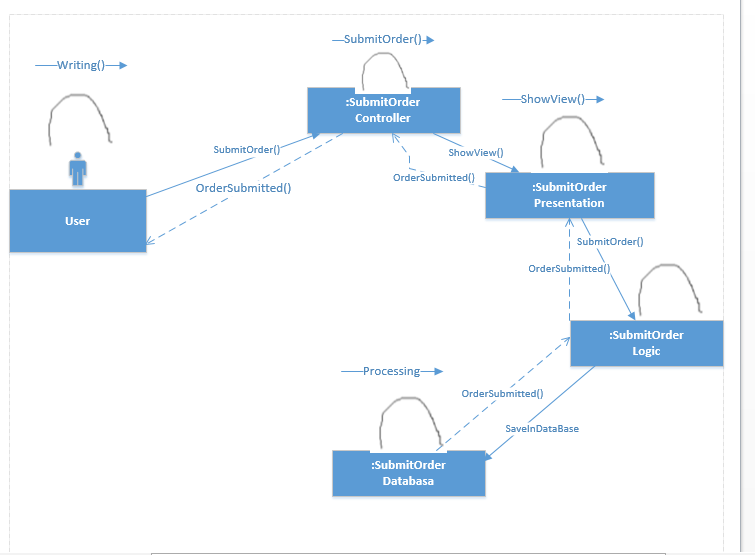 SubmitOrder()
Writing()
:SubmitOrder
Controller
ShowView()
SubmitOrder()
ShowView()
OrderSubmitted()
OrderSubmitted()
:SubmitOrder
Presentation
User
SubmitOrder()
OrderSubmitted()
:SubmitOrder
Logic
Processing
OrderSubmitted()
SaveInDataBase
:SubmitOrder
Databasa